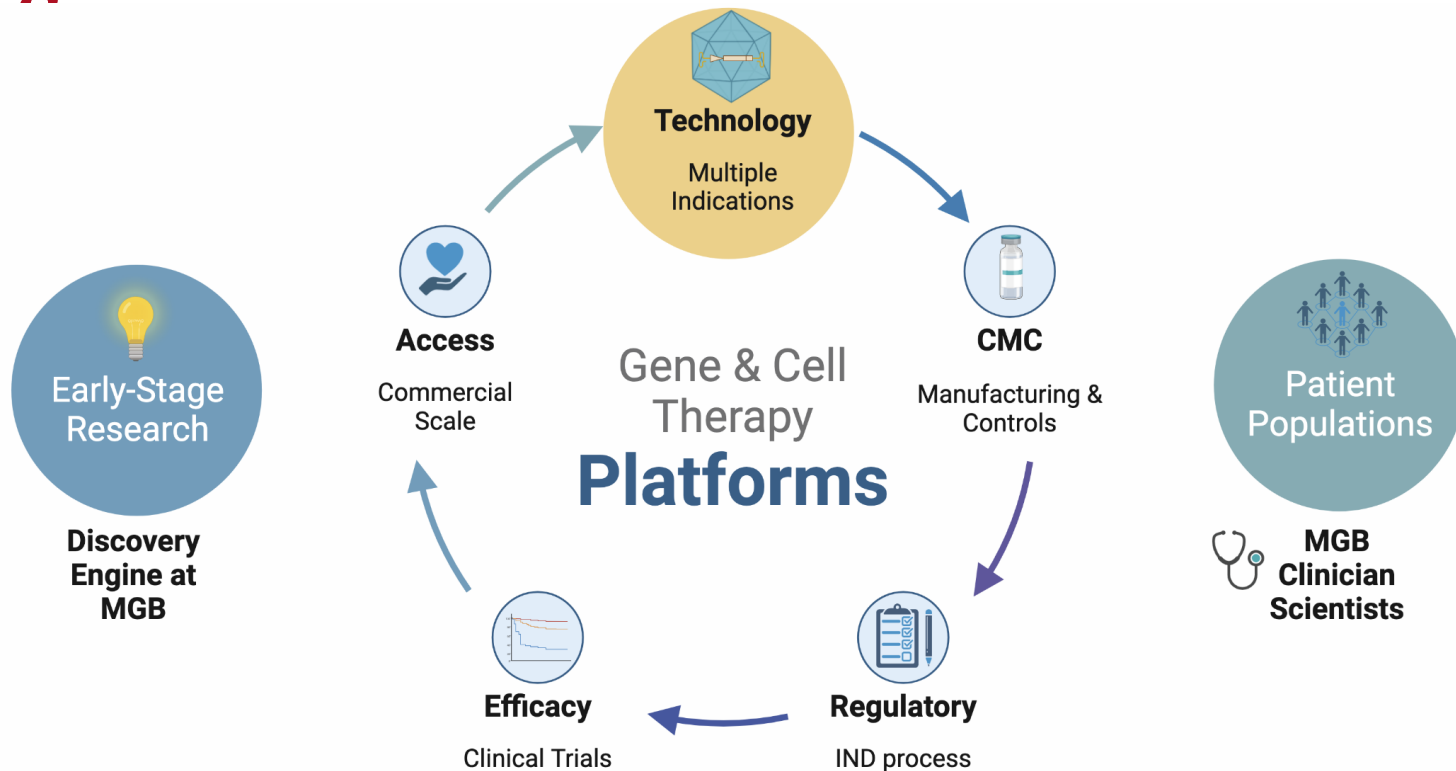 Technology
Multiple
Indications
Access
Commercial
Scale
CMC
Manufacturing &
Controls
Gene & Cell
Therapy
Platforms
Early-Stage
Research
Discovery
Engine at
MGB
Patient
Populations
MGB
Clinician
Scientists
Efficacy
Clinical Trials
Regulatory
IND process